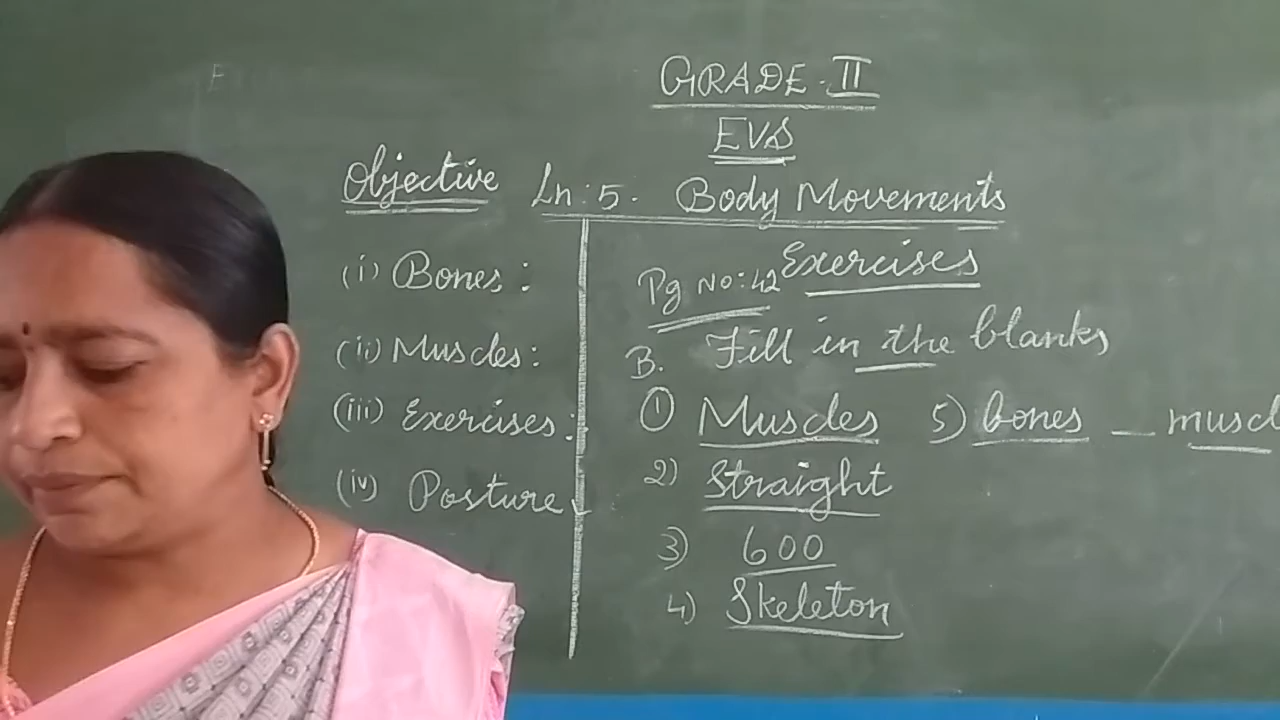 GRADE-II
EVS
Objective
Ln: 5. Body Movements
(i) Bones:
(ii) Muscles:
(iii) Exercises:
(iv) Posture
Exercises
Pg No: 42
B. Fill in the blanks
① Muscles
2) Straight
3) 600
4) Skeleton
5) bones _ muscl